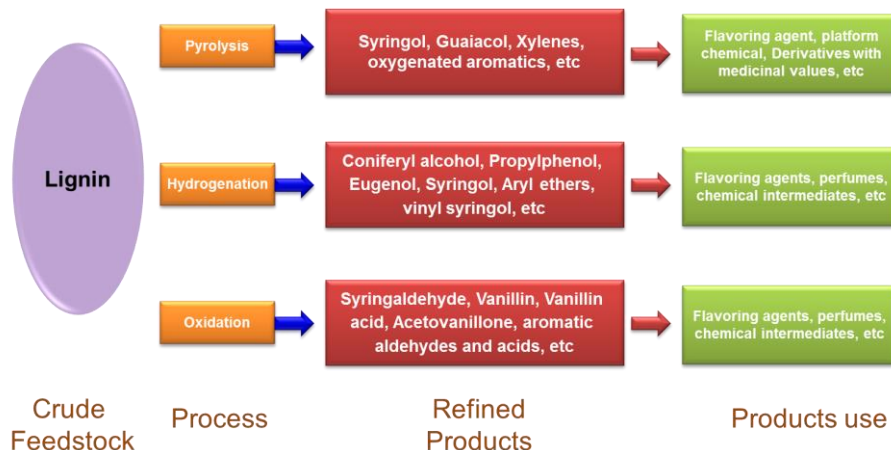 Lignin
Pyrolysis
Syringol, Guaiacol, Xylenes,
oxygenated aromatics, etc
Flavoring agent, platform
chemical, Derivatives with
medicinal values, etc
Hydrogenation
Coniferyl alcohol, Propylphenol,
Eugenol, Syringol, Aryl ethers,
vinyl syringol, etc
Flavoring agents, perfumes,
chemical intermediates, etc
Oxidation
Syringaldehyde, Vanillin, Vanillin
acid, Acetovanillone, aromatic
aldehydes and acids, etc
Flavoring agents, perfumes,
chemical intermediates, etc
Crude
Feedstock
Process
Refined
Products
Products use